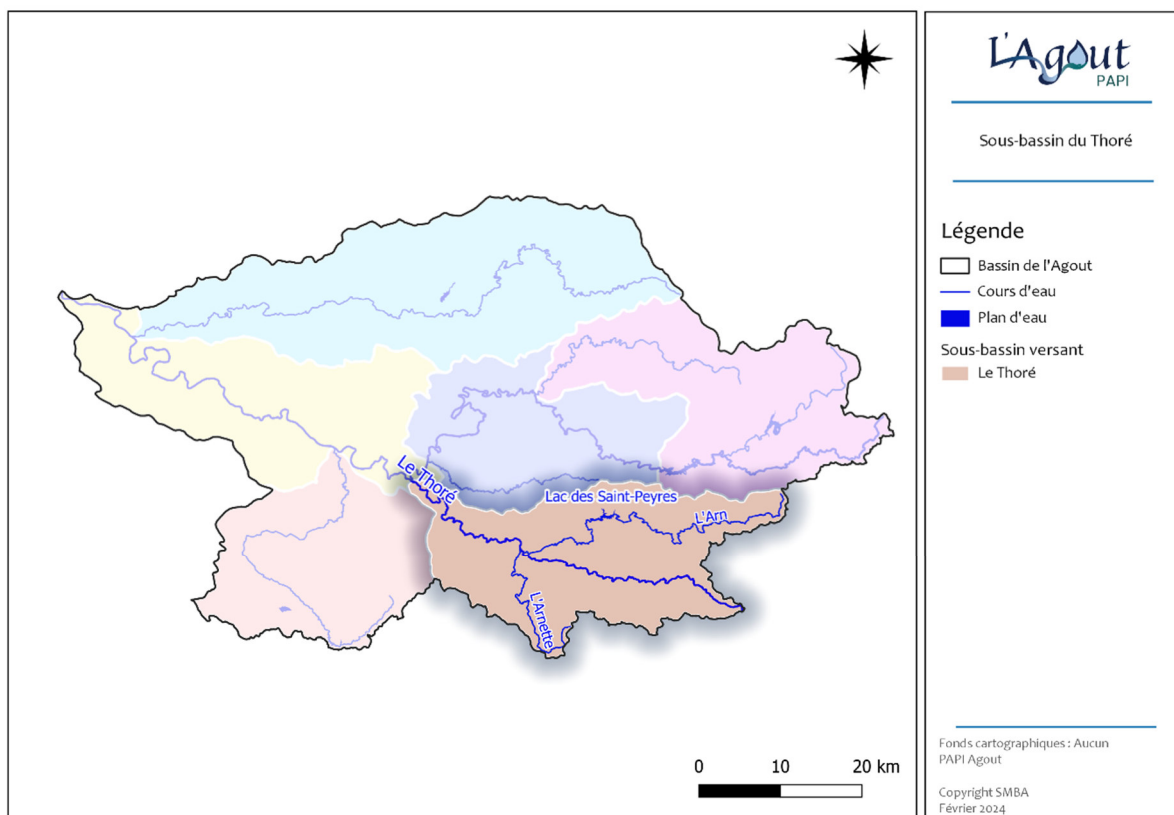 Le Thoré
Lac des Saint-Peyres
L'Arn
L'Arnette
0 10 20 km
L'Agout
PAPI
Sous-bassin du Thoré
Légende
Bassin de l'Agout
Cours d'eau
Plan d'eau
Sous-bassin versant
Le Thoré
Fonds cartographiques : Aucun
PAPI Agout
Copyright SMBA
Février 2024